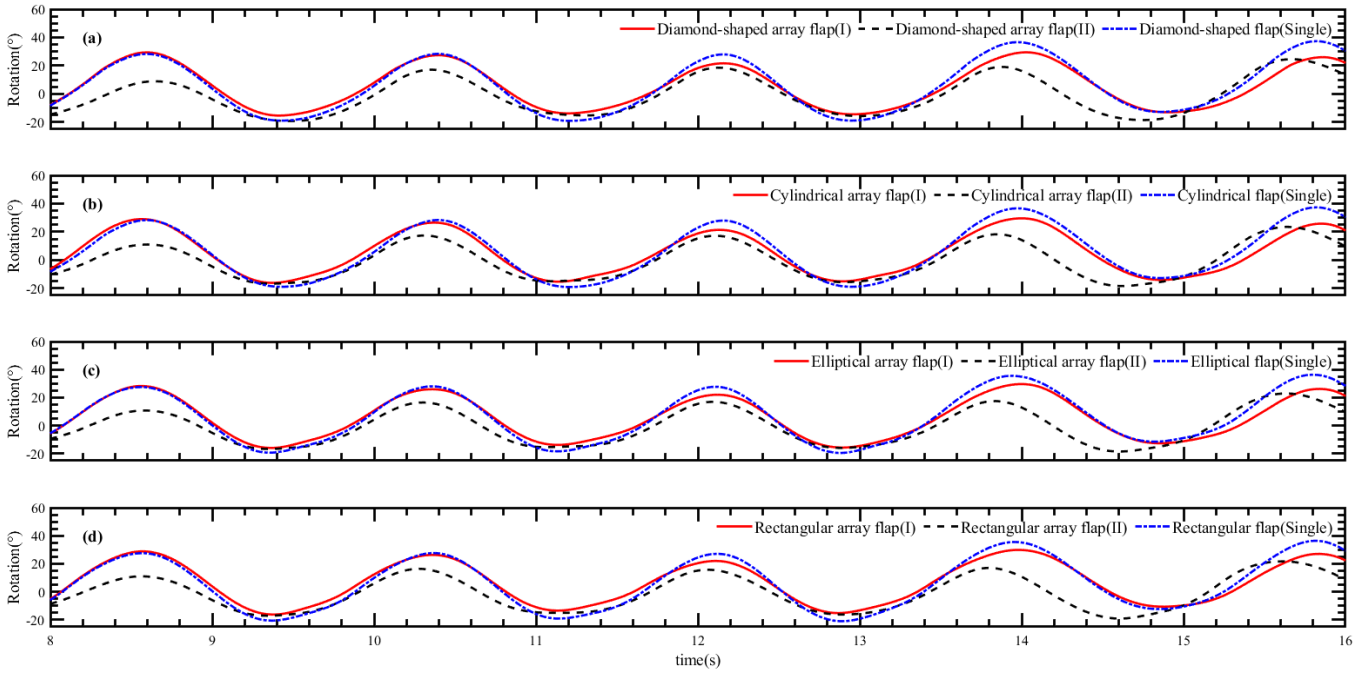 60
(a) Diamond-shaped array flap(I) Diamond-shaped array flap(II) Diamond-shaped flap(Single)
40
20
0
-20
Rotation(°)
60
(b) Cylindrical array flap(I) Cylindrical array flap(II) Cylindrical flap(Single)
40
20
0
-20
Rotation(°)
60
(c) Elliptical array flap(I) Elliptical array flap(II) Elliptical flap(Single)
40
20
0
-20
Rotation(°)
60
(d) Rectangular array flap(I) Rectangular array flap(II) Rectangular flap(Single)
40
20
0
-20
Rotation(°)
8 9 10 11 12 13 14 15 16
time(s)